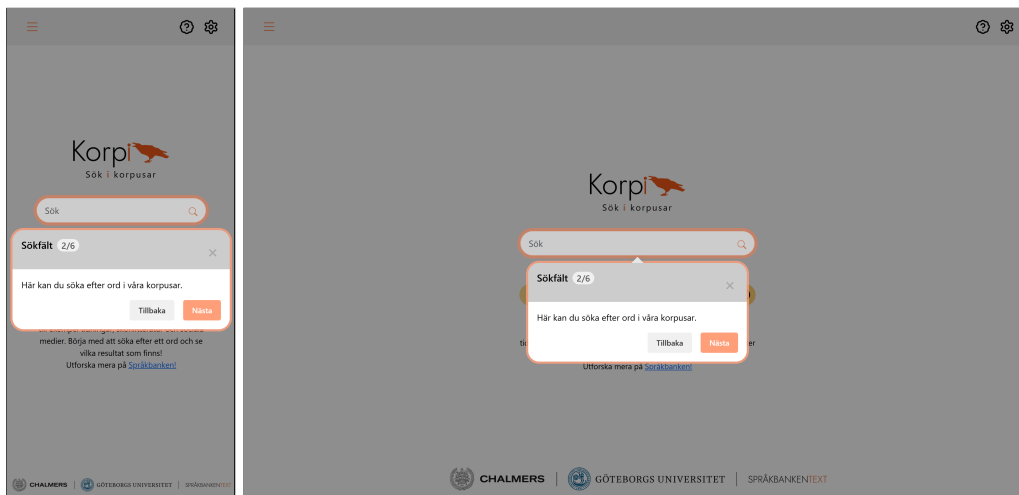 Korpi
Sök i korpusar
Sök
Sökfält 2/6
Här kan du söka efter ord i våra korpusar.
Tillbaka
Nästa
medier. Börja med att söka efter ett ord och se
vilka resultat som finns!
Utforska mera på Språkbanken!
CHALMERS
GÖTEBORGS UNIVERSITET
SPRÅKBANKENTEXT
Korpi
Sök i korpusar
Sök
Sökfält 2/6
Här kan du söka efter ord i våra korpusar.
Tillbaka
Nästa
Utforska mera på Språkbanken!
CHALMERS
GÖTEBORGS UNIVERSITET
SPRÅKBANKENTEXT